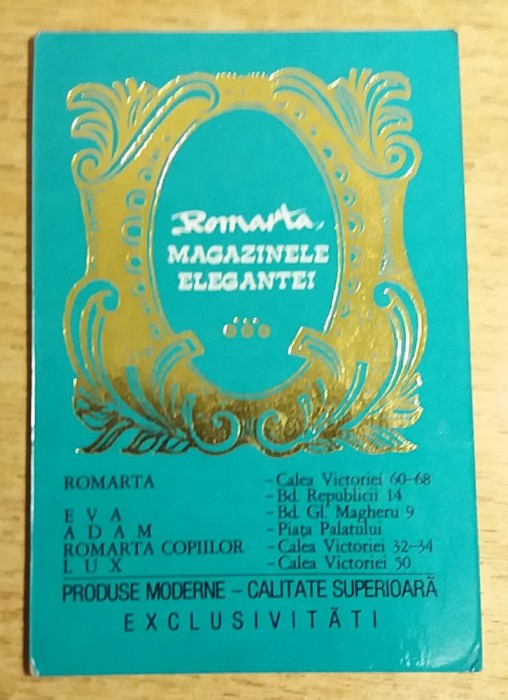 Romarta,
MAGAZINELE
ELEGANTEI
ROMARTA - Calea Victoriei 60-68
- Bd. Republicii 14
EVA - Bd. Gl. Magheru 9
ADAM - Piața Palatului
ROMARTA COPIILOR - Calea Victoriei 32-34
LUX - Calea Victoriei 50
PRODUSE MODERNE - CALITATE SUPERIOARĂ
EXCLUSIVITĂTI